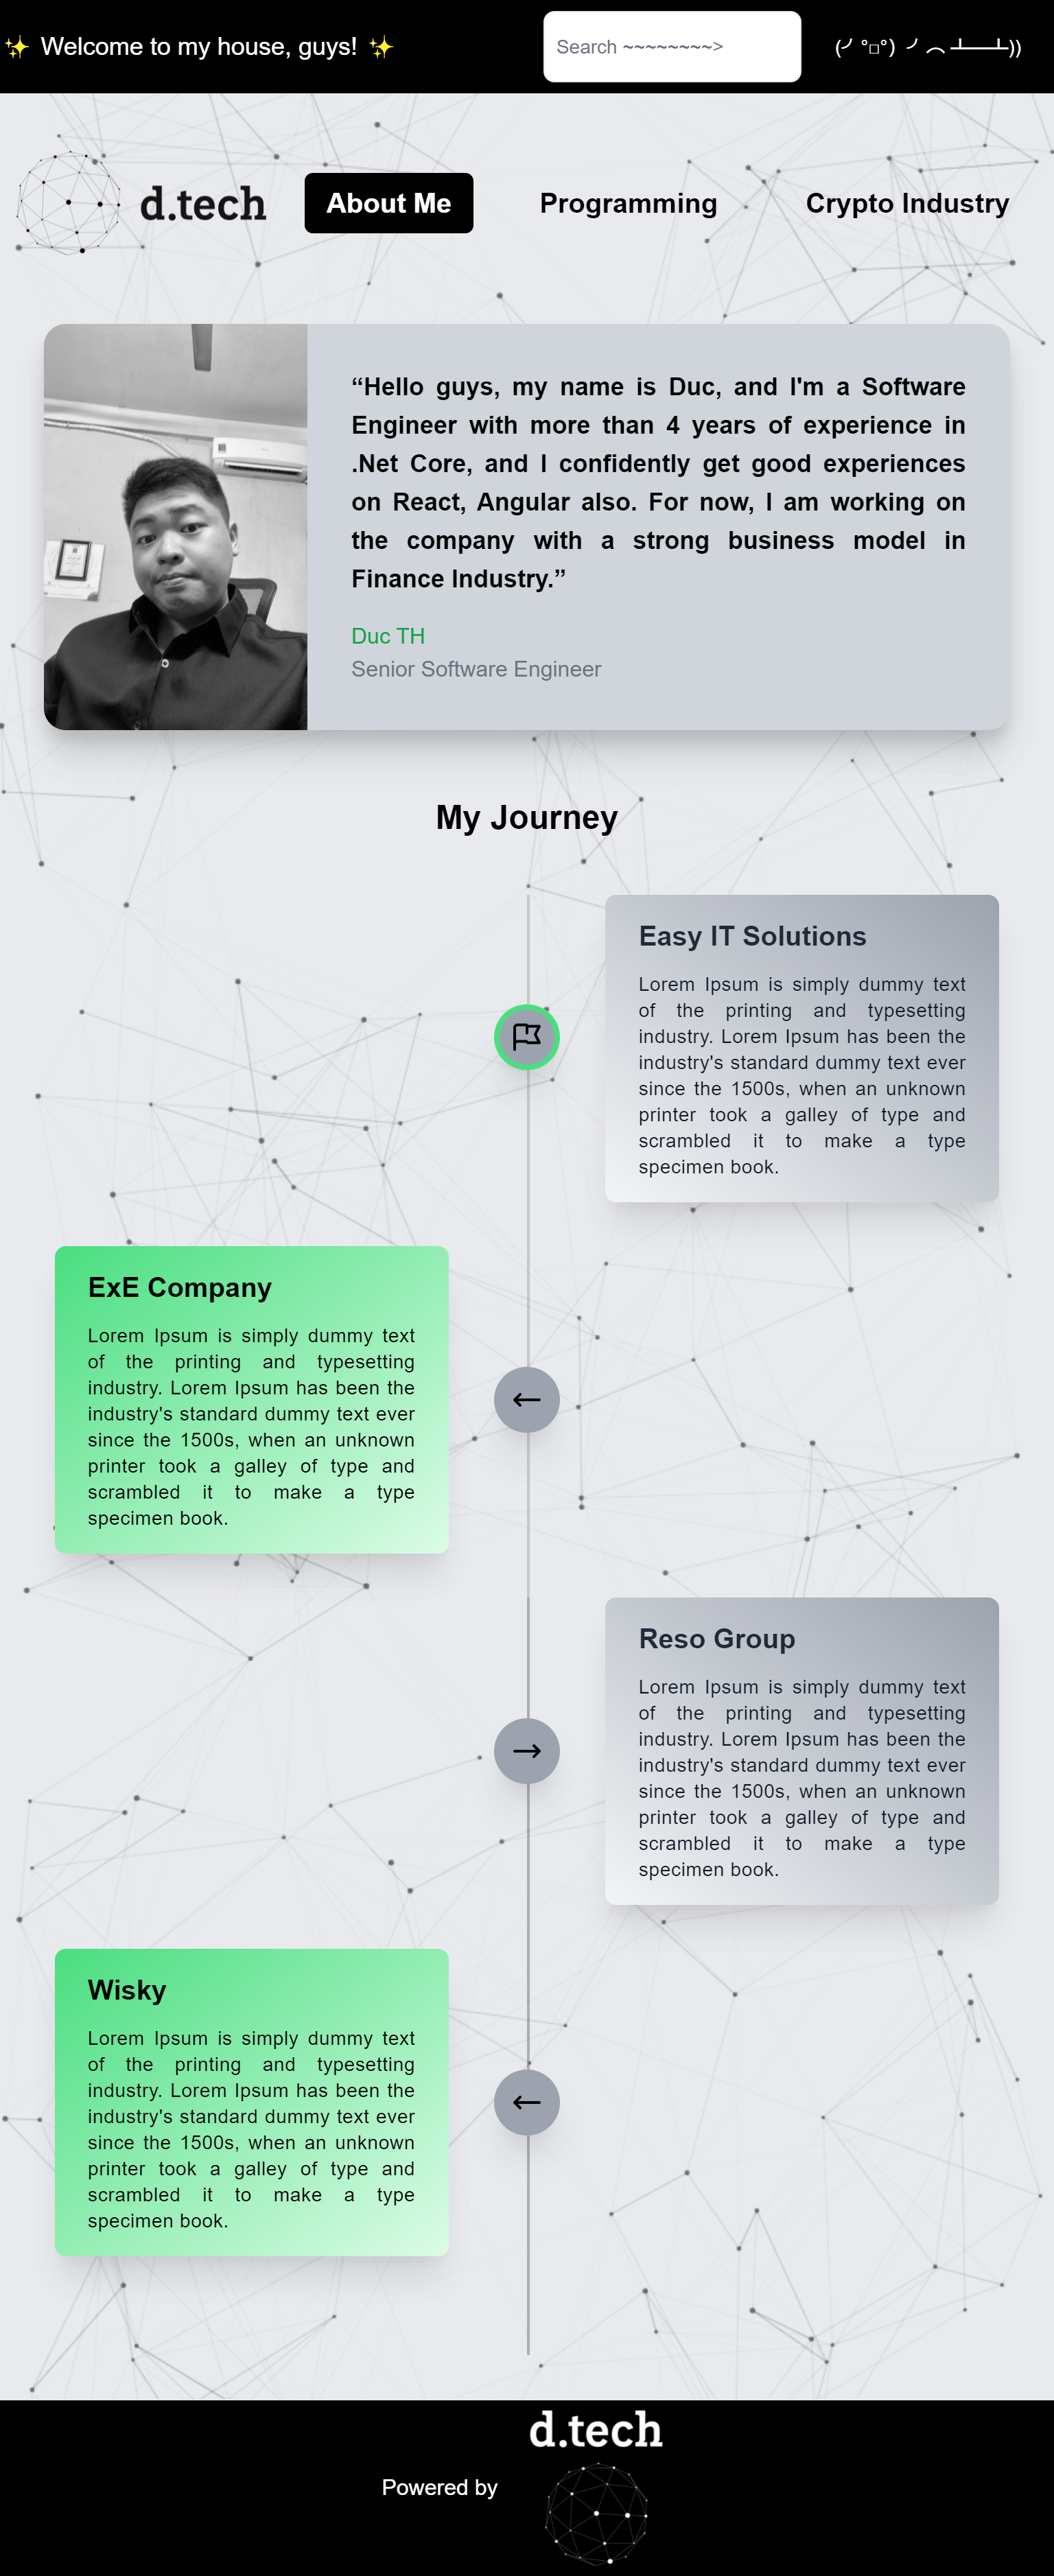 ✨ Welcome to my house, guys! ✨
Search ~~~~~~~~>
(╯°□°)╯︵ ┻━┻))
d.tech
About Me
Programming
Crypto Industry
“Hello guys, my name is Duc, and I'm a Software
Engineer with more than 4 years of experience in
.Net Core, and I confidently get good experiences
on React, Angular also. For now, I am working on
the company with a strong business model in
Finance Industry.”
Duc TH
Senior Software Engineer
My Journey
Easy IT Solutions
Lorem Ipsum is simply dummy text
of the printing and typesetting
industry. Lorem Ipsum has been the
industry's standard dummy text ever
since the 1500s, when an unknown
printer took a galley of type and
scrambled it to make a type
specimen book.
ExE Company
Lorem Ipsum is simply dummy text
of the printing and typesetting
industry. Lorem Ipsum has been the
industry's standard dummy text ever
since the 1500s, when an unknown
printer took a galley of type and
scrambled it to make a type
specimen book.
Reso Group
Lorem Ipsum is simply dummy text
of the printing and typesetting
industry. Lorem Ipsum has been the
industry's standard dummy text ever
since the 1500s, when an unknown
printer took a galley of type and
scrambled it to make a type
specimen book.
Wisky
Lorem Ipsum is simply dummy text
of the printing and typesetting
industry. Lorem Ipsum has been the
industry's standard dummy text ever
since the 1500s, when an unknown
printer took a galley of type and
scrambled it to make a type
specimen book.
d.tech
Powered by